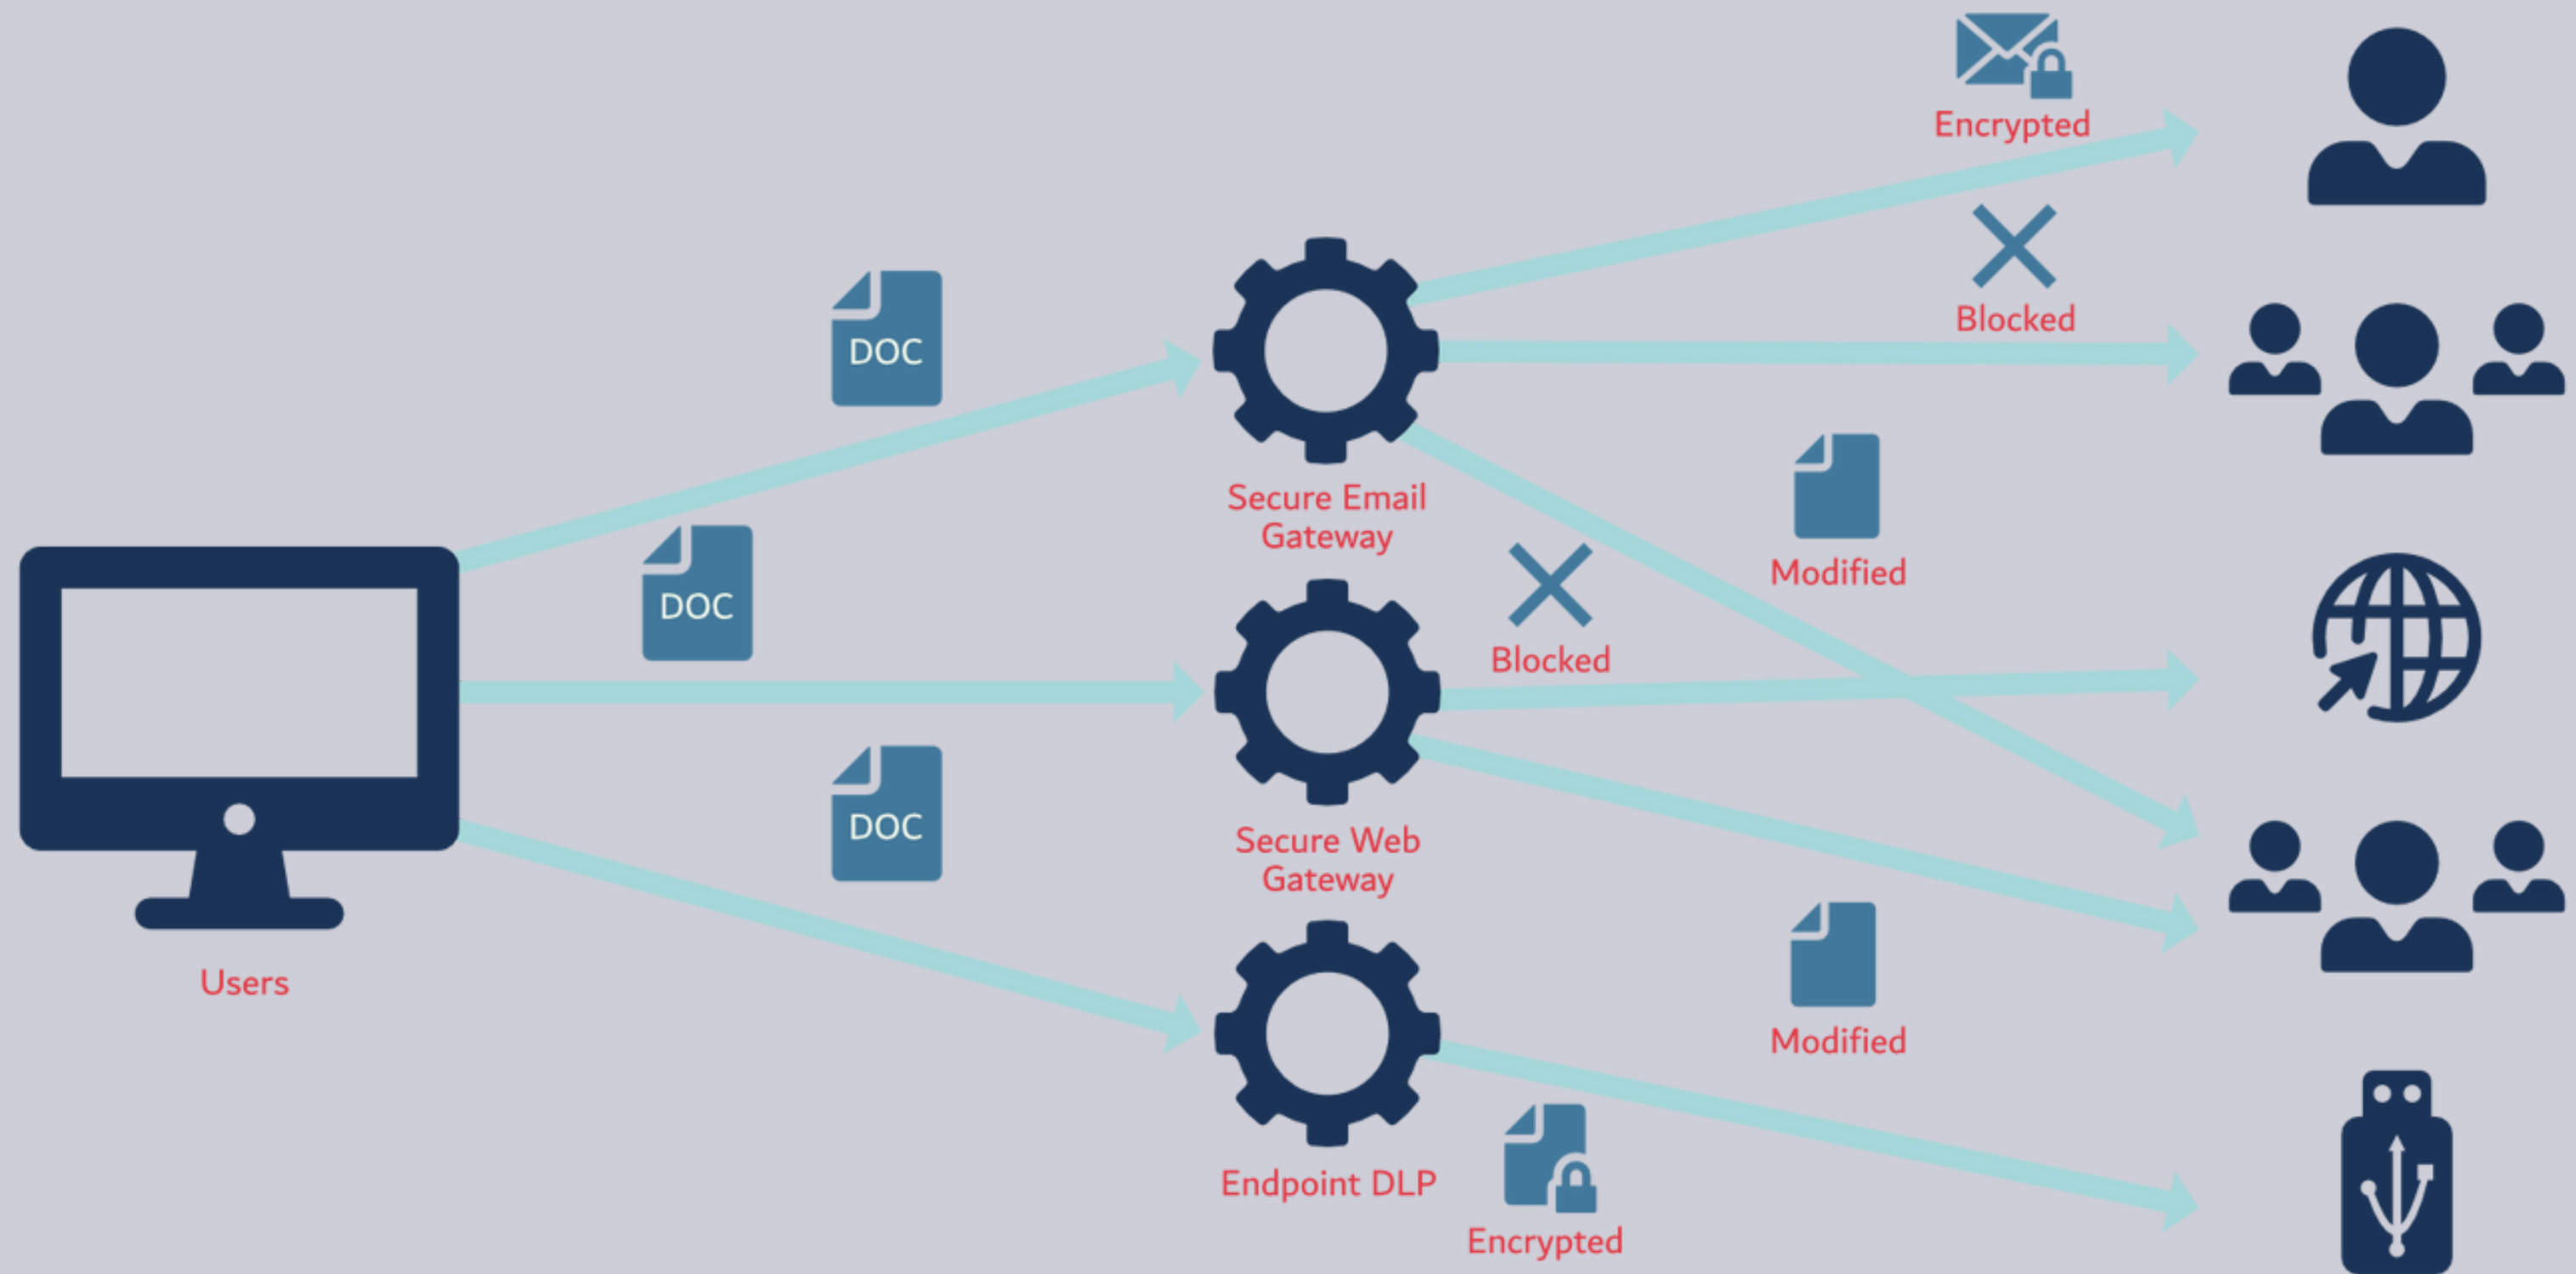 Encrypted
Blocked
DOC
Secure Email
Gateway
Modified
DOC
Blocked
DOC
Secure Web
Gateway
Users
Modified
Endpoint DLP
Encrypted